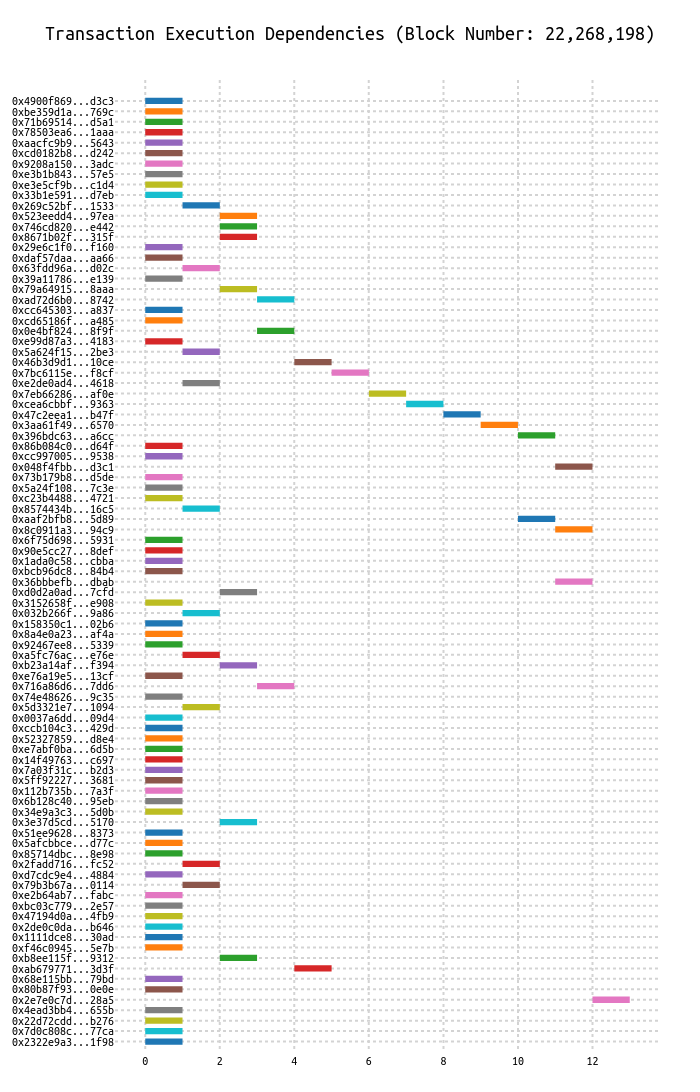 Transaction Execution Dependencies (Block Number: 22,268,198)
0x4900f869...d3c3
0xbe359d1a...769c
0x71b69514...d5a1
0x78503ea6...1aaa
0xaacfc9b9...5643
0xcd0182b8...d242
0x9208a150...3adc
0xe3b1b843...57e5
0xe3e5cf9b...c1d4
0x33b1e591...d7eb
0x269c52bf...1533
0x523eedd4...97ea
0x746cd820...e442
0x8671b02f...315f
0x29e6c1f0...f160
0xdaf57daa...aa66
0x63fdd96a...d02c
0x39a11786...e139
0x79a64915...8aaa
0xad72d6b0...8742
0xcc645303...a837
0xcd65186f...a485
0x0e4bf824...8f9f
0xe99d87a3...4183
0x5a624f15...2be3
0x46b3d9d1...10ce
0x7bc6115e...f8cf
0xe2de0ad4...4618
0x7eb66286...af0e
0xcea6cbbf...9363
0x47c2eea1...b47f
0x3aa61f49...6570
0x396bdc63...a6cc
0x86b084c0...d64f
0xcc997005...9538
0x048f4fbb...d3c1
0x73b179b8...d5de
0x5a24f108...7c3e
0xc23b4488...4721
0x8574434b...16c5
0xaaf2bfb8...5d89
0x8c0911a3...94c9
0x6f75d698...5931
0x90e5cc27...8def
0x1ada0c58...cbba
0xbcb96dc8...84b4
0x36bbbefb...dbab
0xd0d2a0ad...7cfd
0x3152658f...e908
0x032b266f...9a86
0x158350c1...02b6
0x8a4e0a23...af4a
0x92467ee8...5339
0xa5fc76ac...e76e
0xb23a14af...f394
0xe76a19e5...13cf
0x716a86d6...7dd6
0x74e48626...9c35
0x5d3321e7...1094
0x0037a6dd...09d4
0xccb104c3...429d
0x52327859...d8e4
0xe7abf0ba...6d5b
0x14f49763...c697
0x7a03f31c...b2d3
0x5ff92227...3681
0x112b735b...7a3f
0x6b128c40...95eb
0x34e9a3c3...5d0b
0x3e37d5cd...5170
0x51ee9628...8373
0x5afcbbce...d77c
0x85714dbc...8e98
0x2fadd716...fc52
0xd7cdc9e4...4884
0x79b3b67a...0114
0xe2b64ab7...fabc
0xbc03c779...2e57
0x47194d0a...4fb9
0x2de0c0da...b646
0x1111dce8...30ad
0xf46c0945...5e7b
0xb8ee115f...9312
0xab679771...3d3f
0x68e115bb...79bd
0x80b87f93...0e0e
0x2e7e0c7d...28a5
0x4ead3bb4...655b
0x22d72cdd...b276
0x7d0c808c...77ca
0x2322e9a3...1f98
0 2 4 6 8 10 12